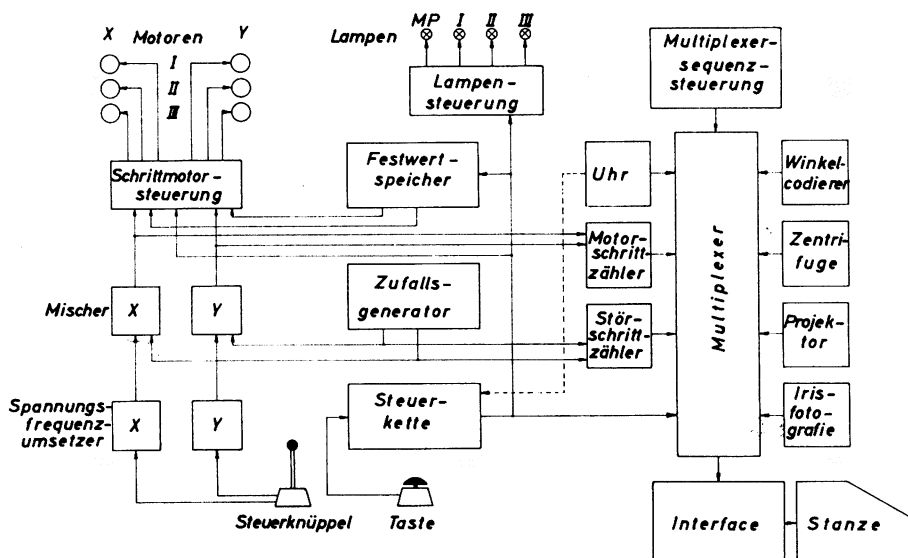 X Motoren Y
I
II
III
Lampen
MP I II III
Lampen-
steuerung
Multiplexer-
sequenz-
steuerung
Schrittmotor-
steuerung
Festwert-
speicher
Uhr
Winkel-
codierer
Motor-
schritt
zähler
Zentri-
fuge
Multiplexer
Mischer
X
Y
Zufalls-
generator
Stör-
schritt-
zähler
Projek-
tor
Spannungs-
frequenz-
umsetzer
X
Y
Steuer-
kette
Iris-
foto-
grafie
Steuerknüppel
Taste
Interface
Stanze